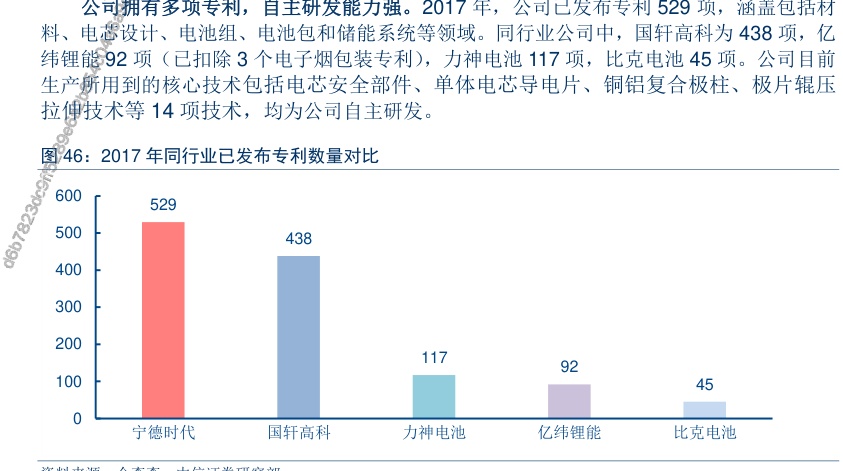 公司拥有多项专利，自主研发能力强。2017 年，公司已发布专利 529 项，涵盖包括材
料、电芯设计、电池组、电池包和储能系统等领域。同行业公司中，国轩高科为 438 项，亿
纬锂能 92 项（已扣除 3 个电子烟包装专利），力神电池 117 项，比克电池 45 项。公司目前
生产所用到的核心技术包括电芯安全部件、单体电芯导电片、铜铝复合极柱、极片辊压
拉伸技术等 14 项技术，均为公司自主研发。
图 46：2017 年同行业已发布专利数量对比
600
500
400
300
200
100
0
529
438
117
92
45
宁德时代
国轩高科
力神电池
亿纬锂能
比克电池